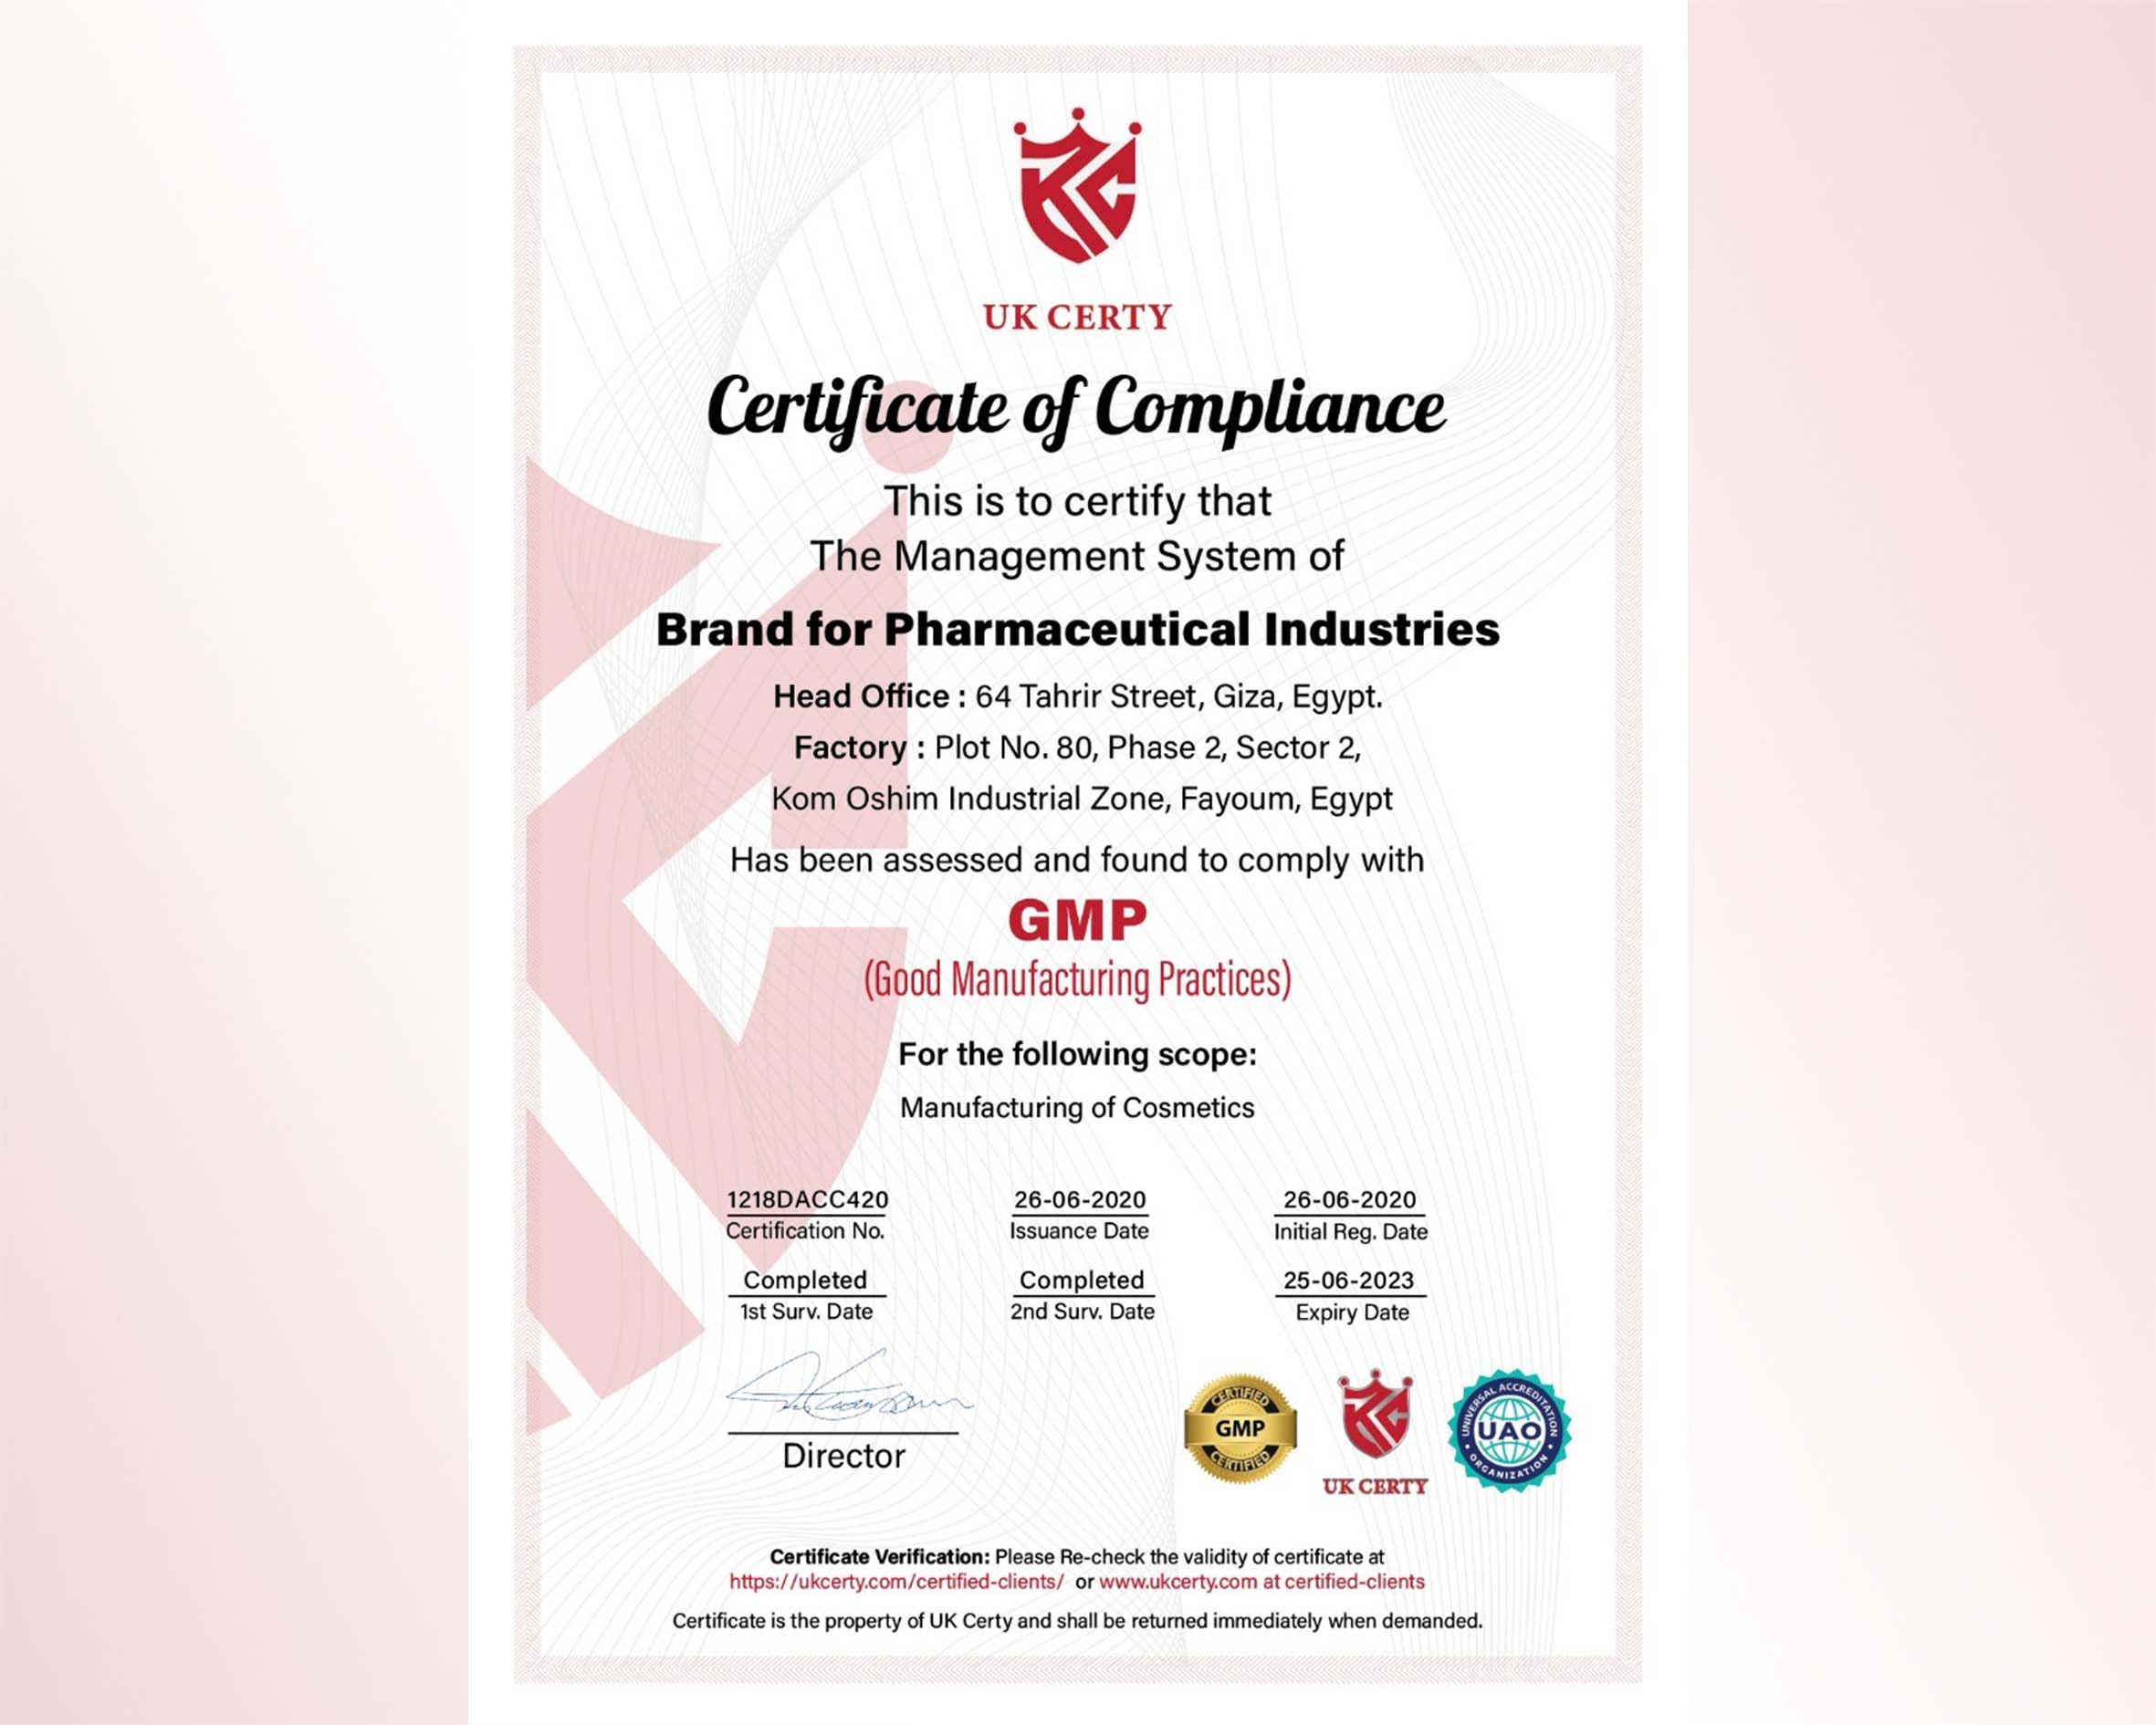 UK CERTY
Certificate of Compliance
This is to certify that
The Management System of
Brand for Pharmaceutical Industries
Head Office : 64 Tahrir Street, Giza, Egypt.
Factory : Plot No. 80, Phase 2, Sector 2,
Kom Oshim Industrial Zone, Fayoum, Egypt
Has been assessed and found to comply with
GMP
(Good Manufacturing Practices)
For the following scope:
Manufacturing of Cosmetics
1218DACC420 26-06-2020 26-06-2020
Certification No. Issuance Date Initial Reg. Date
Completed Completed 25-06-2023
1st Surv. Date 2nd Surv. Date Expiry Date
Director
CERTIFIED
GMP
CERTIFIED
UK CERTY
UNIVERSAL ACCREDITATION
UAO
ORGANIZATION
Certificate Verification: Please Re-check the validity of certificate at
https://ukcerty.com/certified-clients/ or www.ukcerty.com at certified-clients
Certificate is the property of UK Certy and shall be returned immediately when demanded.